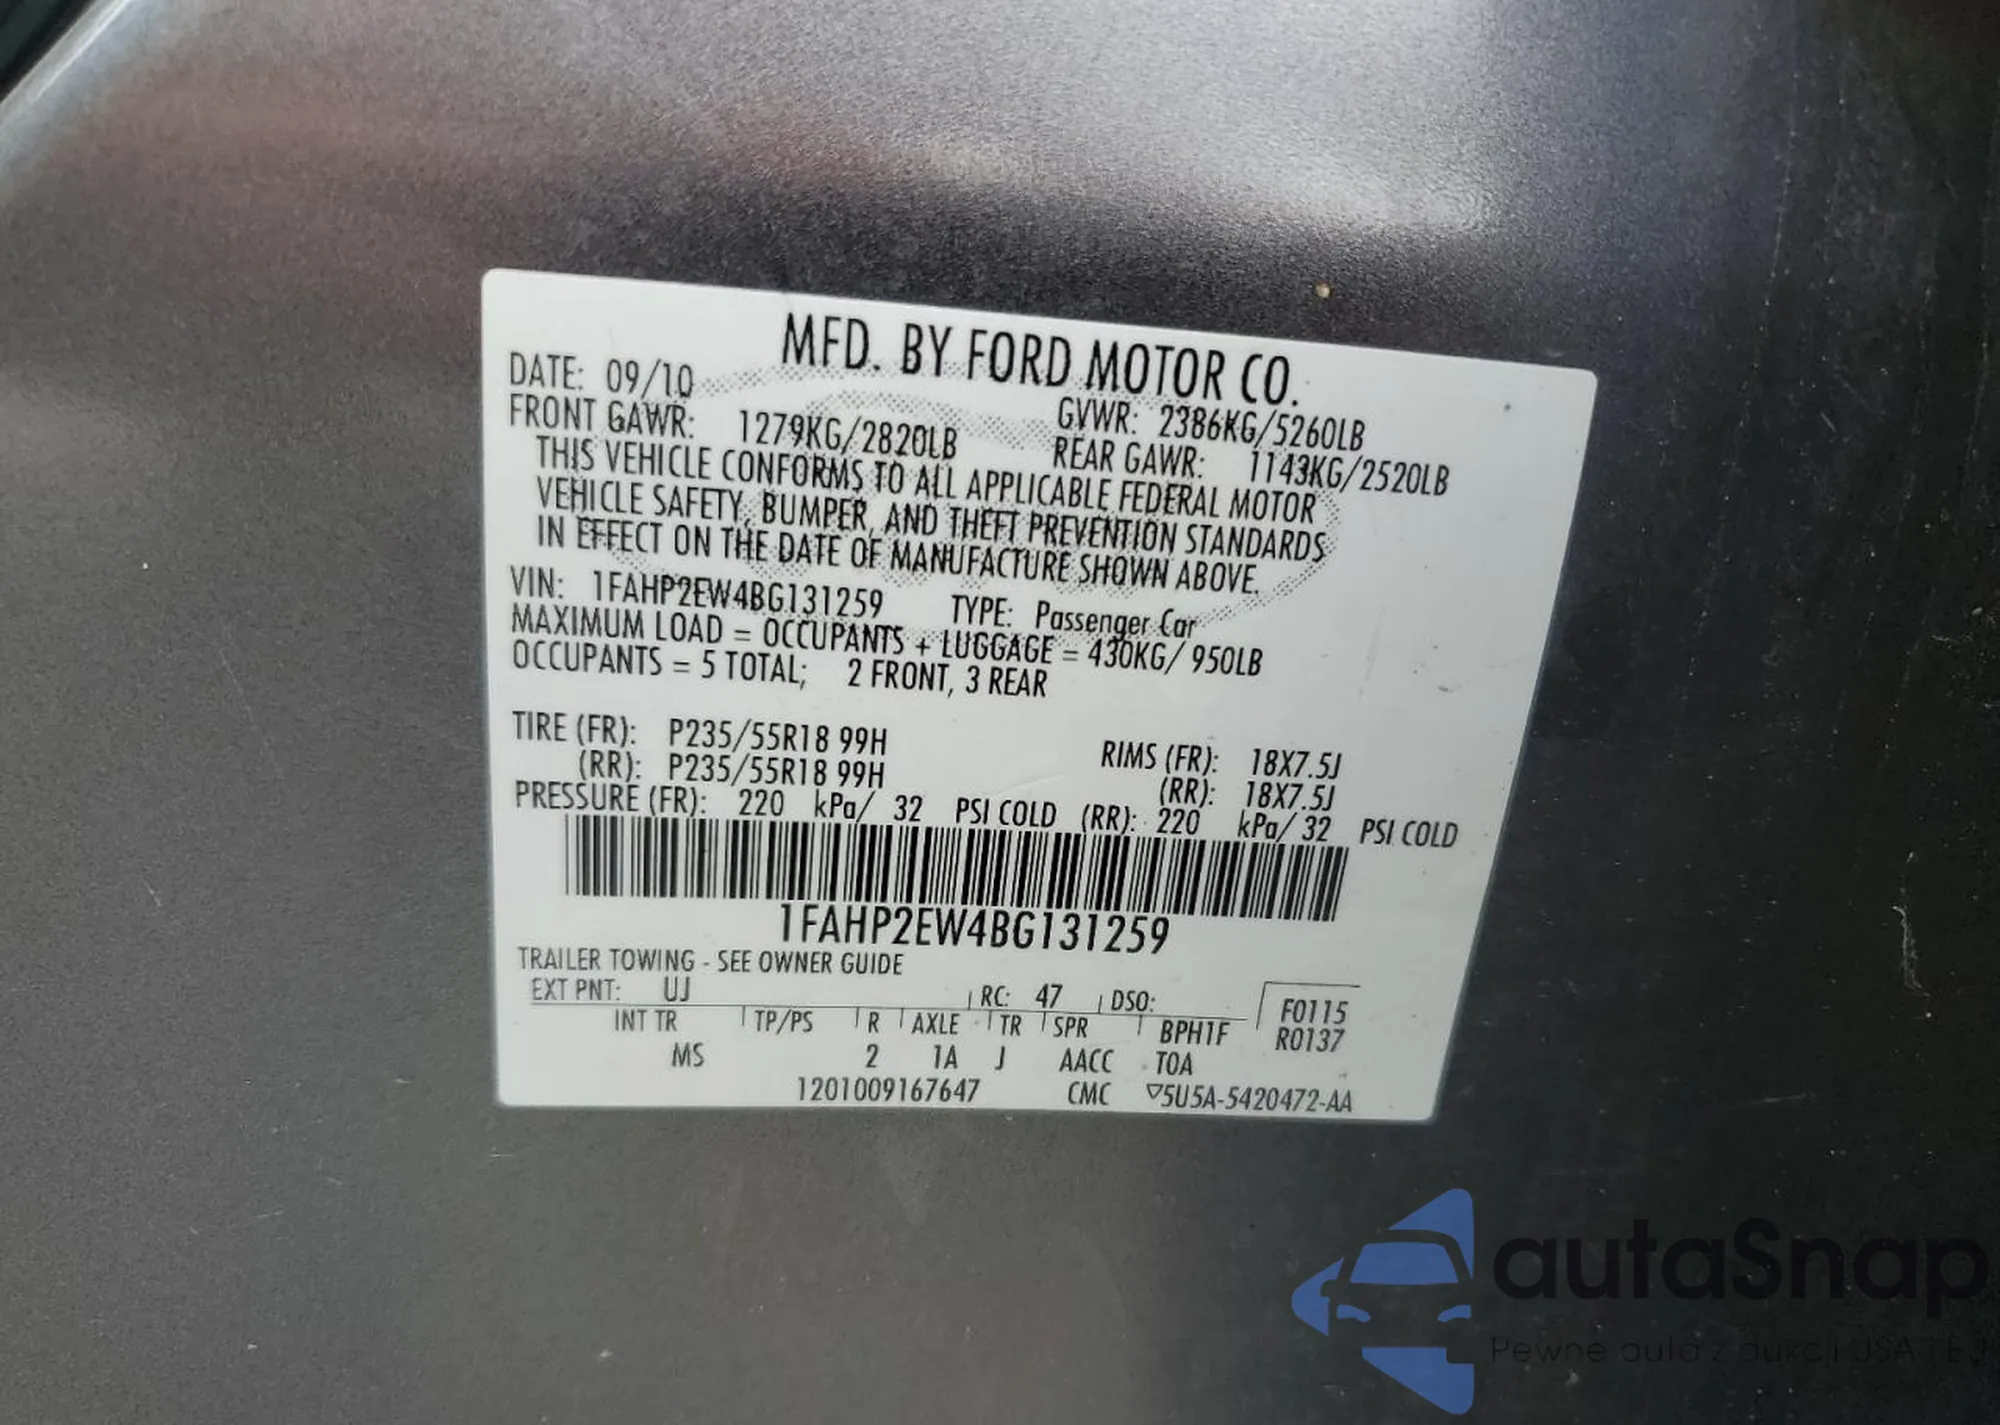 MFD. BY FORD MOTOR CO.
DATE: 09/10 GVWR: 2386KG/5260LB
FRONT GAWR: 1279KG/2820LB REAR GAWR: 1143KG/2520LB
THIS VEHICLE CONFORMS TO ALL APPLICABLE FEDERAL MOTOR
VEHICLE SAFETY, BUMPER, AND THEFT PREVENTION STANDARDS
IN EFFECT ON THE DATE OF MANUFACTURE SHOWN ABOVE.
VIN: 1FAHP2EW4BG131259 TYPE: Passenger Car
MAXIMUM LOAD = OCCUPANTS + LUGGAGE = 430KG/ 950LB
OCCUPANTS = 5 TOTAL; 2 FRONT, 3 REAR
TIRE (FR): P235/55R18 99H RIMS (FR): 18X7.5J
(RR): P235/55R18 99H (RR): 18X7.5J
PRESSURE (FR): 220 kPa/ 32 PSI COLD (RR): 220 kPa/ 32 PSI COLD
1FAHP2EW4BG131259
TRAILER TOWING - SEE OWNER GUIDE
EXT PNT: UJ RC: 47 DSO: F0115
INT TR TP/PS R AXLE TR SPR BPH1F R0137
MS 2 1A J AACC TOA
1201009167647 CMC ▽5U5A-5420472-AA
autaSnap
Pewne auta z aukcji USA i EU